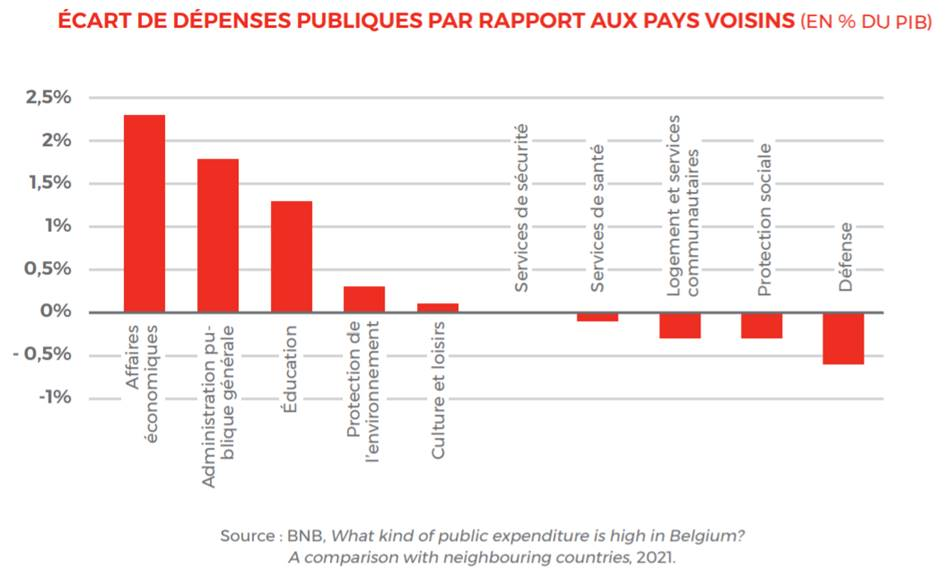 ÉCART DE DÉPENSES PUBLIQUES PAR RAPPORT AUX PAYS VOISINS (EN % DU PIB)
2,5%
2%
1,5%
1%
0,5%
0%
- 0,5%
-1%
Affaires
économiques
Administration pu-
blique générale
Éducation
Protection de
l'environnement
Culture et loisirs
Services de sécurité
Services de santé
Logement et services
communautaires
Protection sociale
Défense
Source : BNB, What kind of public expenditure is high in Belgium?
A comparison with neighbouring countries, 2021.